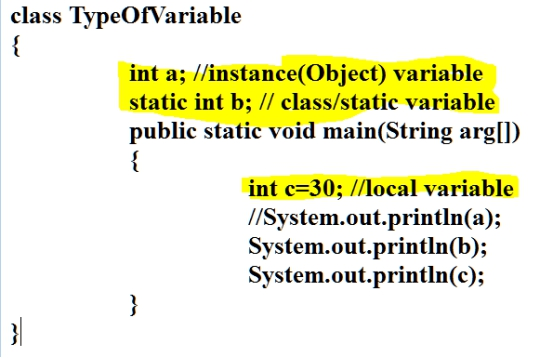 class TypeOfVariable
{
int a; //instance(Object) variable
static int b; // class/static variable
public static void main(String arg[])
{
int c=30; //local variable
//System.out.println(a);
System.out.println(b);
System.out.println(c);
}
}